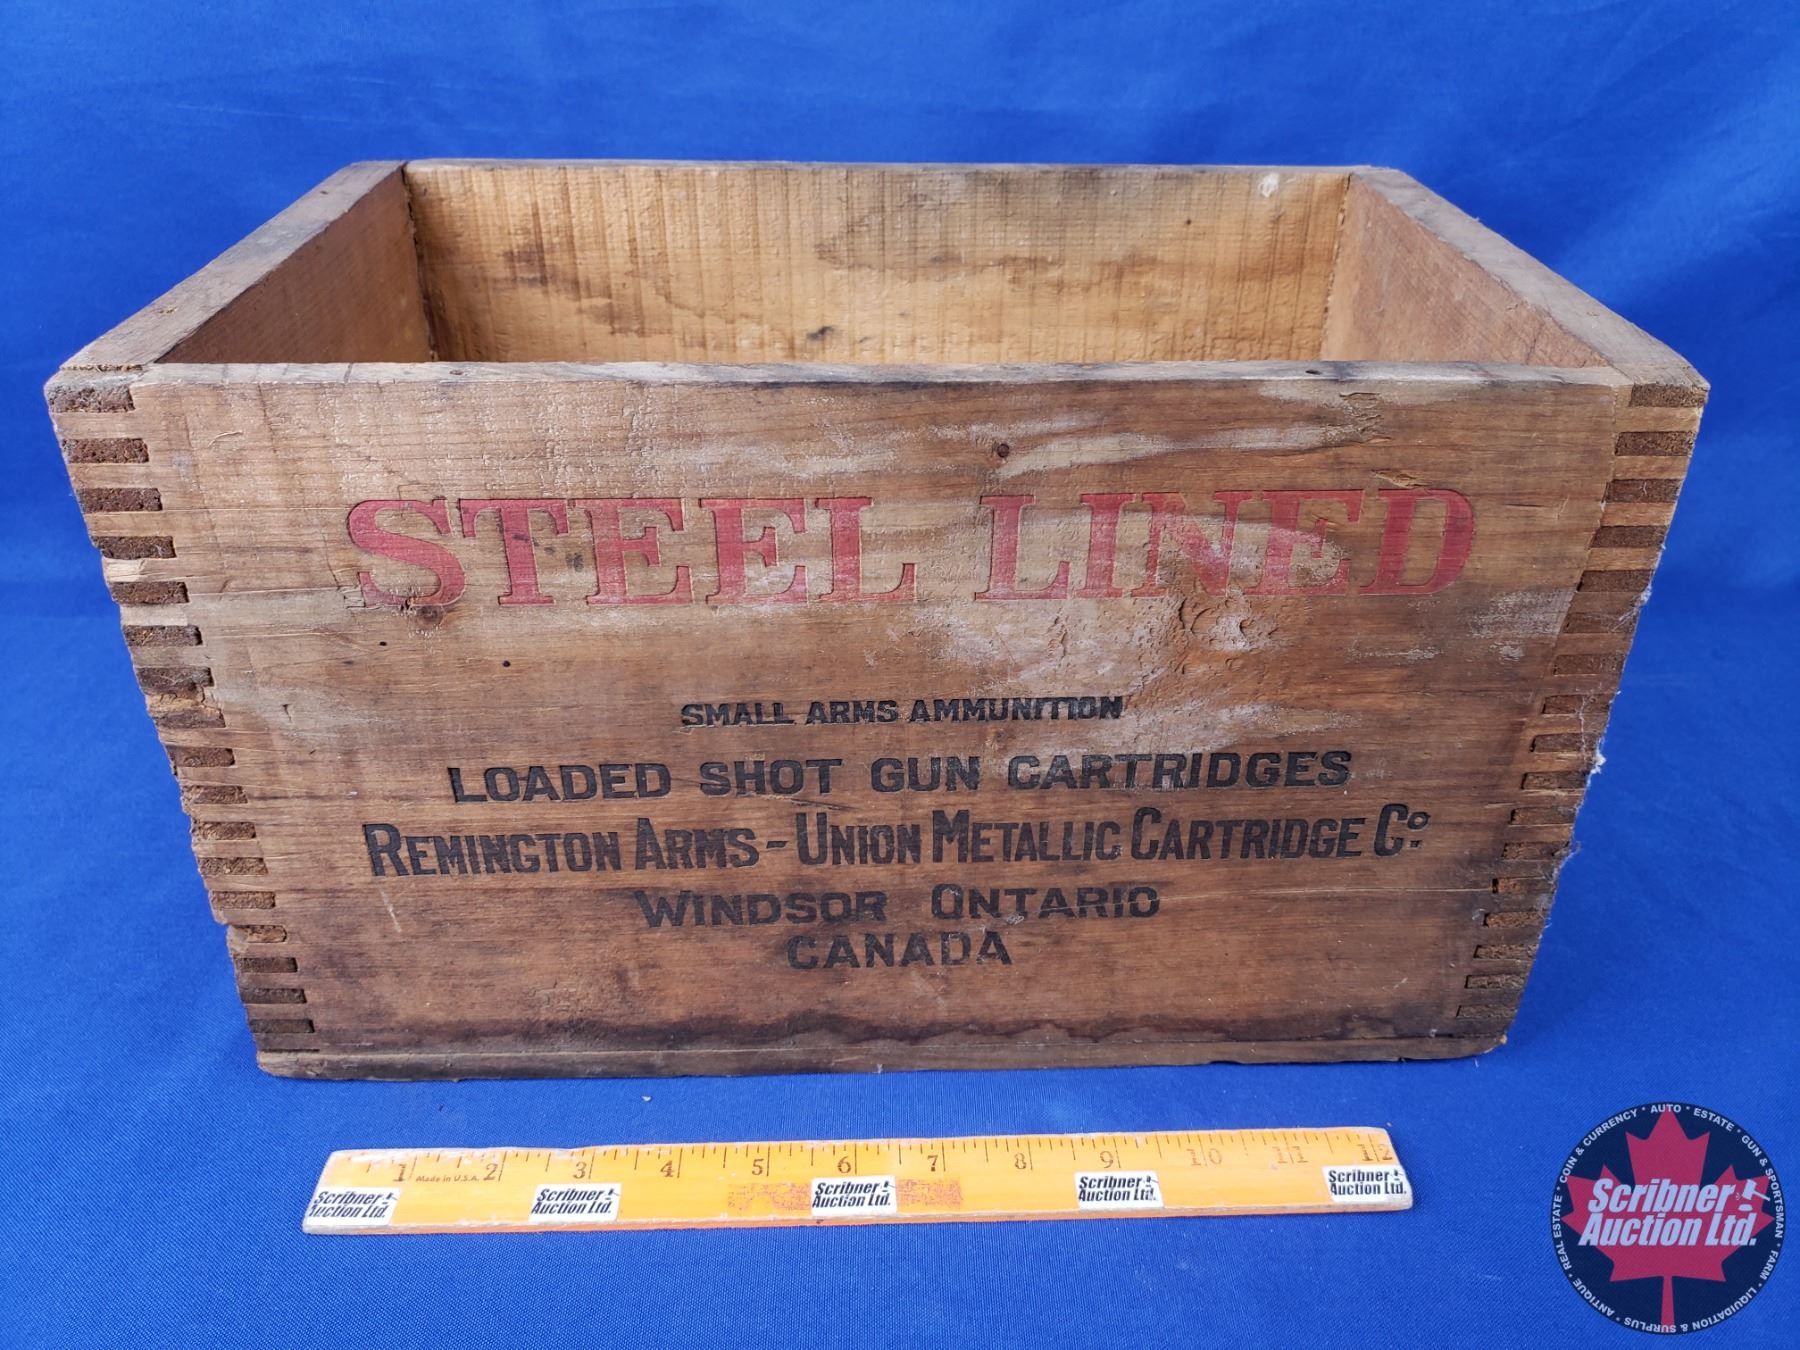 STEEL LINED
SMALL ARMS AMMUNITION
LOADED SHOT GUN CARTRIDGES
REMINGTON ARMS - UNION METALLIC CARTRIDGE Cº
WINDSOR ONTARIO
CANADA
1 2 3 4 5 6 7 8 9 10 11 12
Made in U.S.A.
Scribner Auction Ltd.
Scribner Auction Ltd.
Scribner Auction Ltd.
Scribner Auction Ltd.
Scribner Auction Ltd.
ANTIQUE * REAL ESTATE * COIN & CURRENCY * AUTO * ESTATE * GUN & SPORTSMAN * FARM * LIQUIDATION & SURPLUS *
Scribner
Auction Ltd.